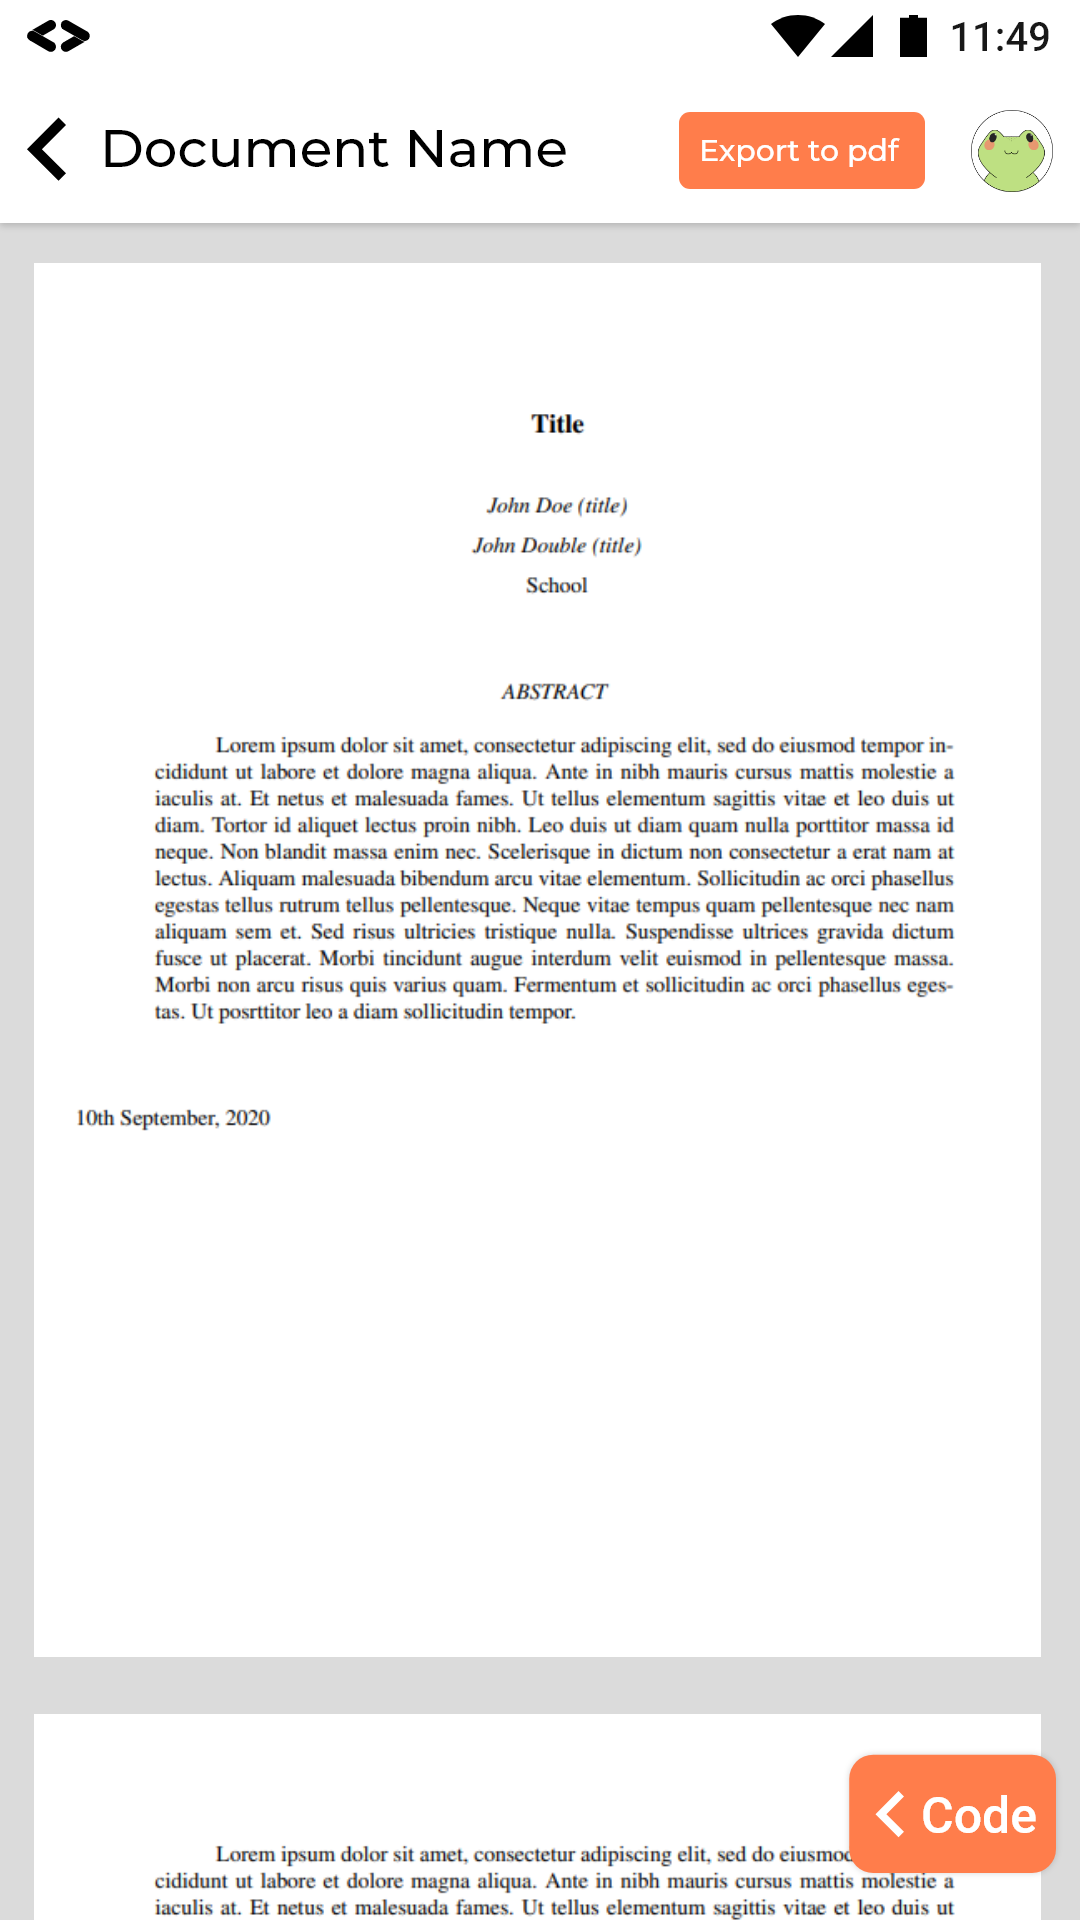 11:49
Document Name
Export to pdf
Title
John Doe (title)
John Double (title)
School
ABSTRACT
Lorem ipsum dolor sit amet, consectetur adipiscing elit, sed do eiusmod tempor in-
cididunt ut labore et dolore magna aliqua. Ante in nibh mauris cursus mattis molestie a
iaculis at. Et netus et malesuada fames. Ut tellus elementum sagittis vitae et leo duis ut
diam. Tortor id aliquet lectus proin nibh. Leo duis ut diam quam nulla porttitor massa id
neque. Non blandit massa enim nec. Scelerisque in dictum non consectetur a erat nam at
lectus. Aliquam malesuada bibendum arcu vitae elementum. Sollicitudin ac orci phasellus
egestas tellus rutrum tellus pellentesque. Neque vitae tempus quam pellentesque nec nam
aliquam sem et. Sed risus ultricies tristique nulla. Suspendisse ultrices gravida dictum
fusce ut placerat. Morbi tincidunt augue interdum velit euismod in pellentesque massa.
Morbi non arcu risus quis varius quam. Fermentum et sollicitudin ac orci phasellus eges-
tas. Ut posrttitor leo a diam sollicitudin tempor.
10th September, 2020
Code
Lorem ipsum dolor sit amet, consectetur adipiscing elit, sed do eiusmod
cididunt ut labore et dolore magna aliqua. Ante in nibh mauris cursus mattis molestie a
iaculis at. Et netus et malesuada fames. Ut tellus elementum sagittis vitae et leo duis ut